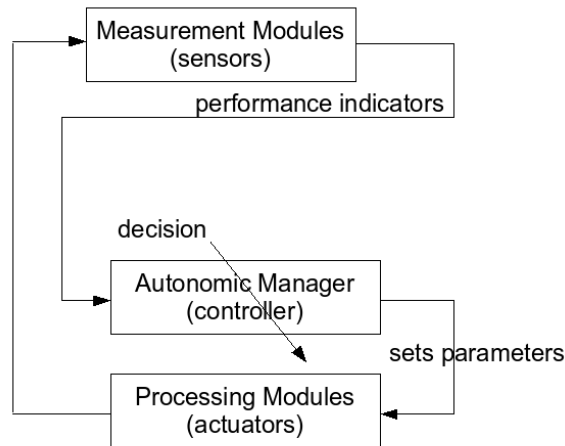 Measurement Modules
(sensors)
performance indicators
decision
Autonomic Manager
(controller)
sets parameters
Processing Modules
(actuators)